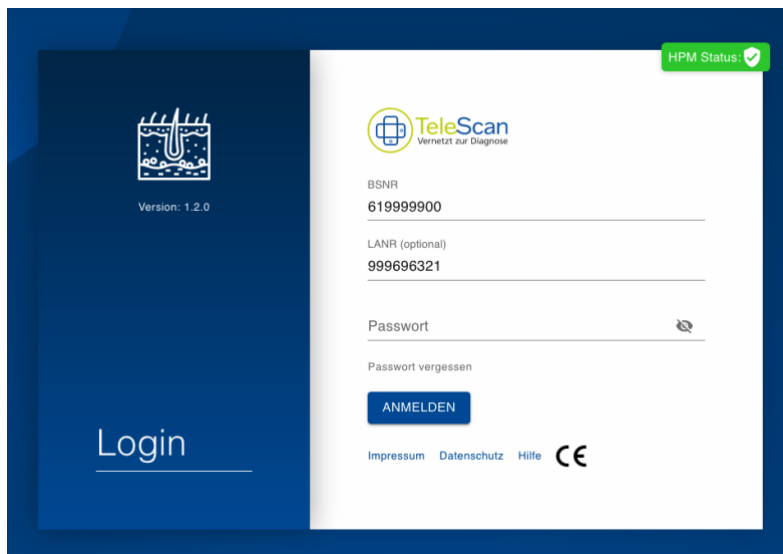 HPM Status:
Version: 1.2.0
Login
TeleScan
Vernetzt zur Diagnose
BSNR
619999900
LANR (optional)
999696321
Passwort
Passwort vergessen
ANMELDEN
Impressum Datenschutz Hilfe CE